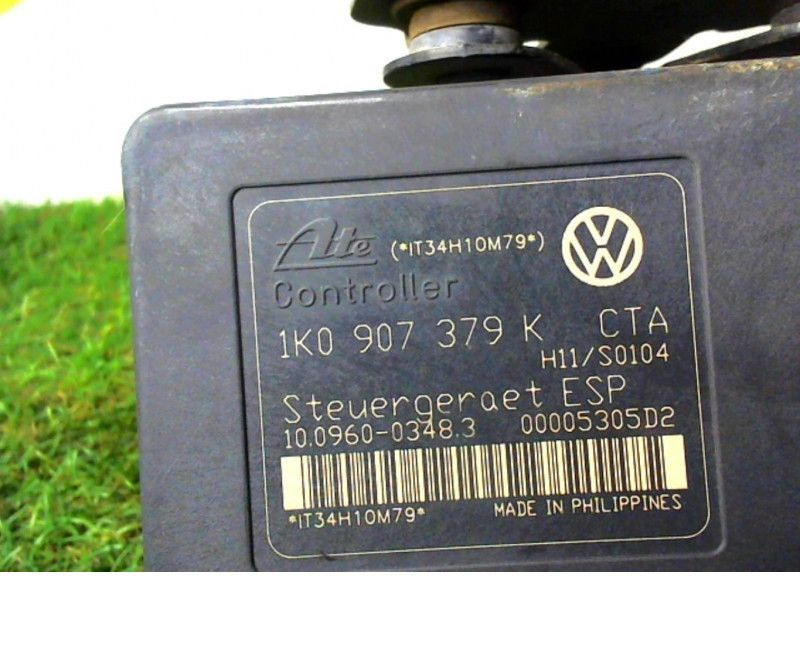 Ate (*IT34H10M79*)
Controller
1K0 907 379 K CTA
H11/S0104
Steuergeraet ESP
10.0960-0348.3 00005305D2
*IT34H10M79* MADE IN PHILIPPINES